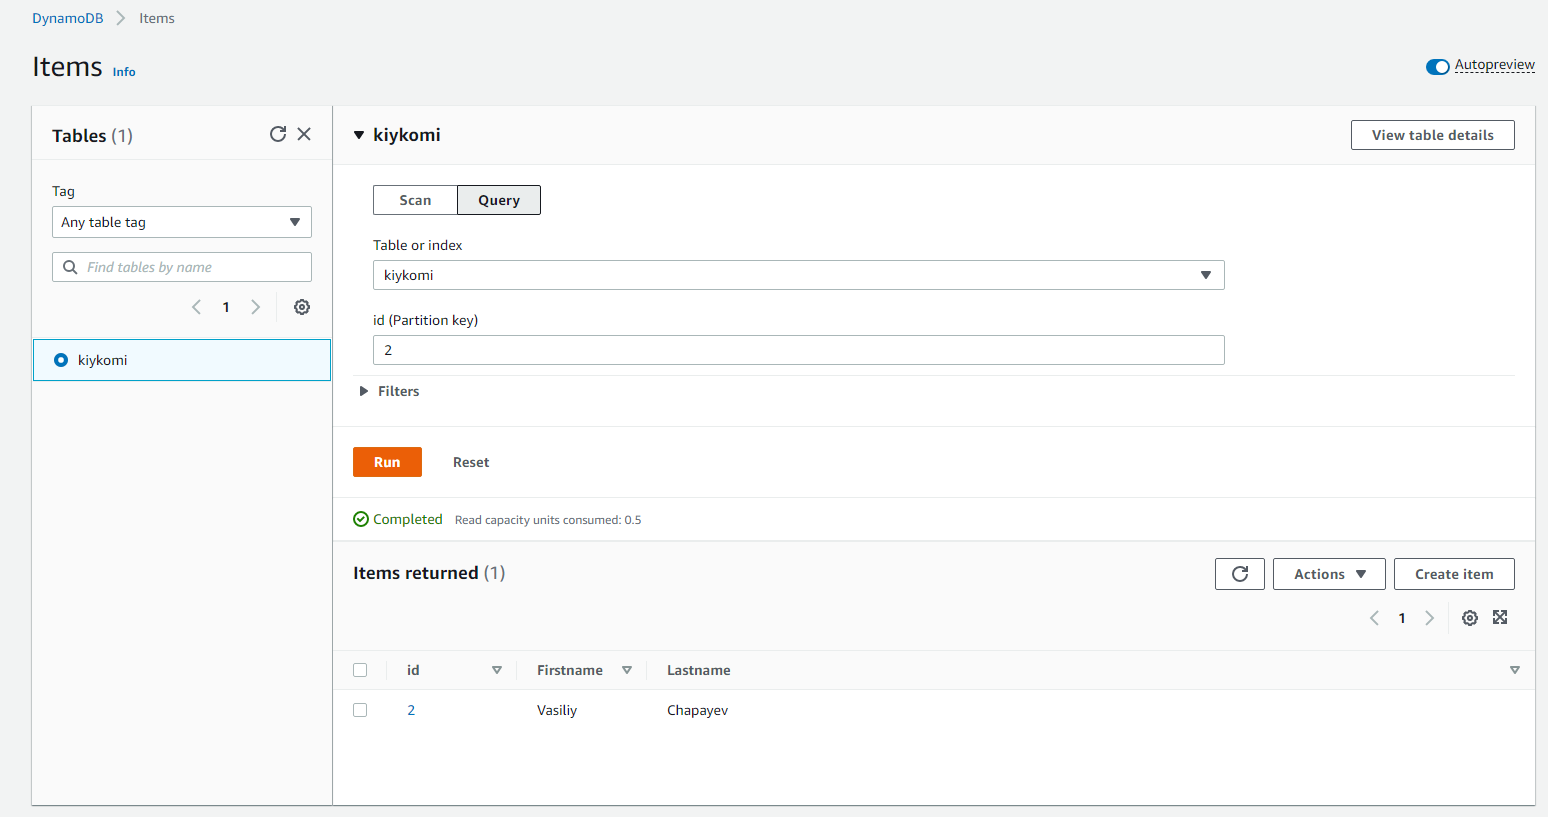 DynamoDB Items
Items Info
Autopreview
Tables (1)
Tag
Any table tag
Find tables by name
1
kiykomi
kiykomi
View table details
Scan Query
Table or index
kiykomi
id (Partition key)
2
Filters
Run Reset
Completed Read capacity units consumed: 0.5
Items returned (1)
Actions Create item
1
id Firstname Lastname
2 Vasiliy Chapayev